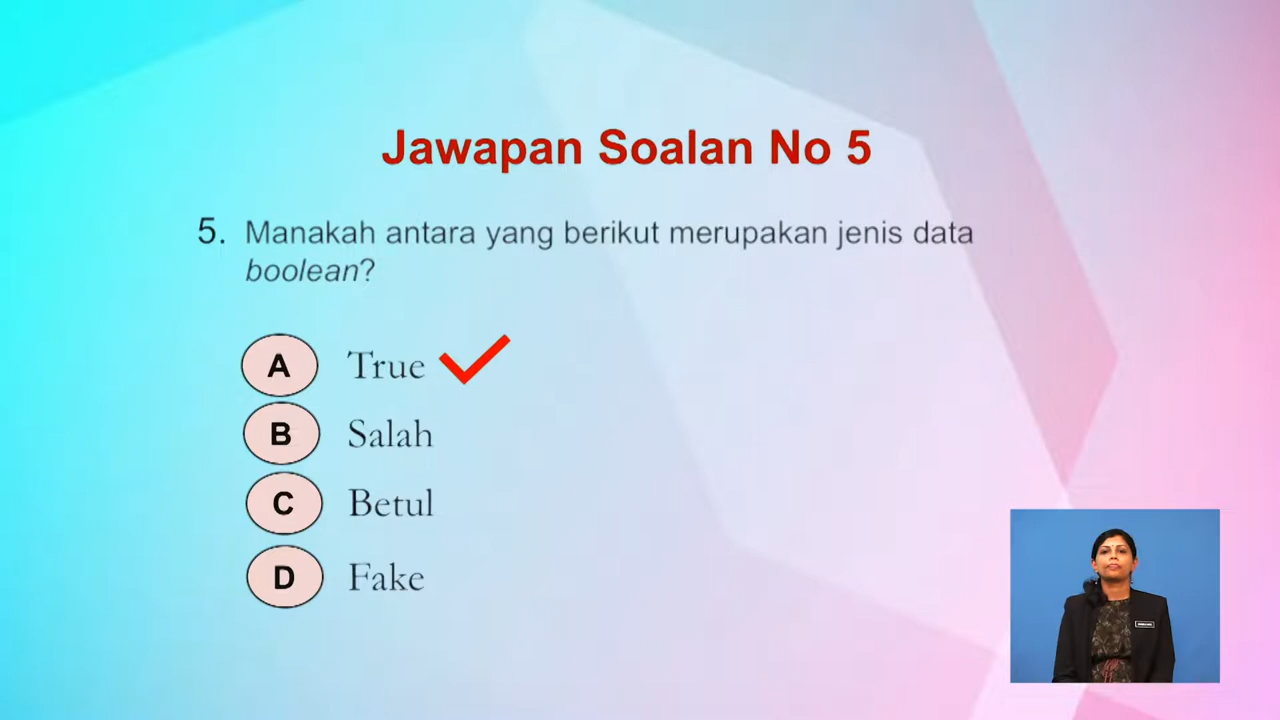 Jawapan Soalan No 5
5. Manakah antara yang berikut merupakan jenis data
boolean?
A True
B Salah
C Betul
D Fake